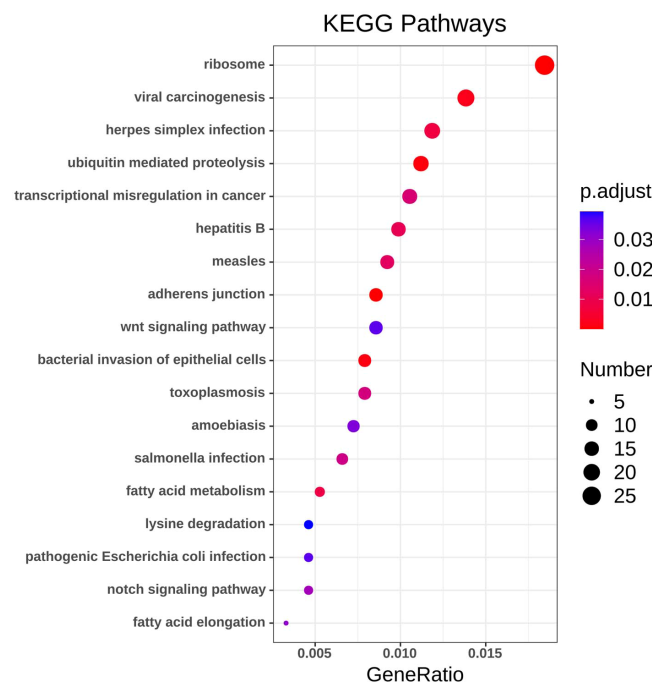 KEGG Pathways
ribosome
viral carcinogenesis
herpes simplex infection
ubiquitin mediated proteolysis
transcriptional misregulation in cancer
hepatitis B
measles
adherens junction
wnt signaling pathway
bacterial invasion of epithelial cells
toxoplasmosis
amoebiasis
salmonella infection
fatty acid metabolism
lysine degradation
pathogenic Escherichia coli infection
notch signaling pathway
fatty acid elongation
0.005 0.010 0.015
GeneRatio
p.adjust
0.03
0.02
0.01
Number
5
10
15
20
25